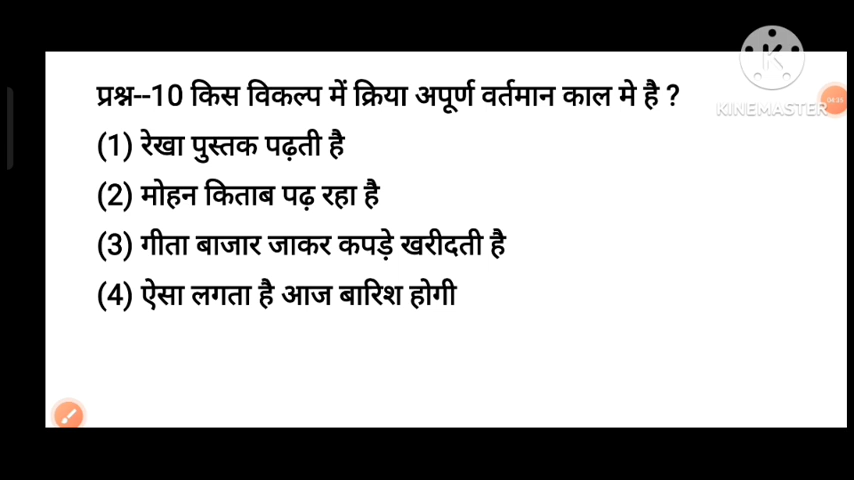 प्रश्न--10 किस विकल्प में क्रिया अपूर्ण वर्तमान काल मे है ?
(1) रेखा पुस्तक पढ़ती है
(2) मोहन किताब पढ़ रहा है
(3) गीता बाजार जाकर कपड़े खरीदती है
(4) ऐसा लगता है आज बारिश होगी
KINEMASTER